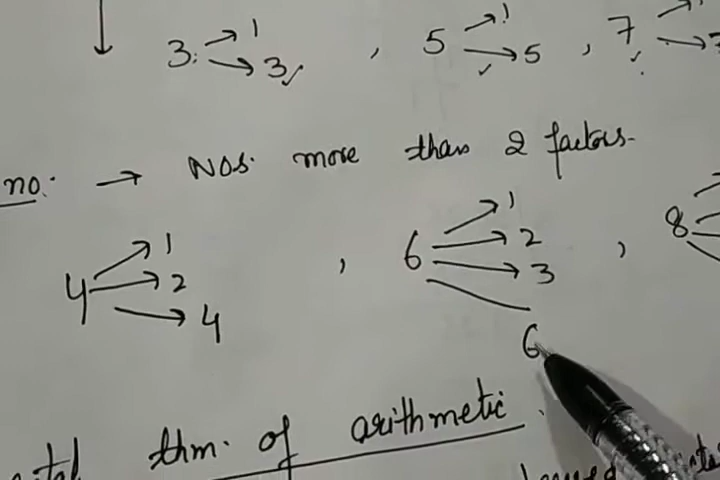 3: 1 3 , 5 1 5 , 7 1
no: → NOS. more than 2 factors.
4 1 2 4 , 6 1 2 3 6 , 8
thm. of arithmetic.